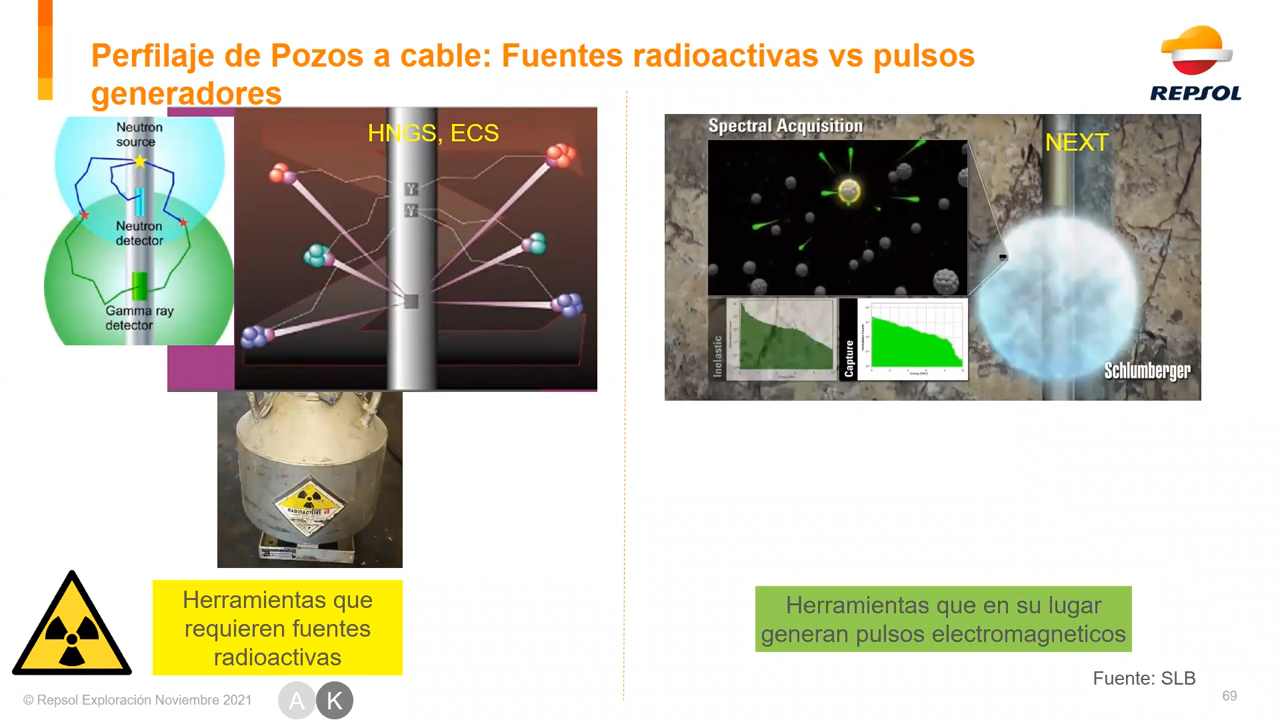 Perfilaje de Pozos a cable: Fuentes radioactivas vs pulsos
generadores
REPSOL
Neutron
source
Neutron
detector
Gamma ray
detector
HNGS, ECS
γ
γ
RADIOACTIVE
Herramientas que
requieren fuentes
radioactivas
Spectral Acquisition
NEXT
Inelastic
Capture
Schlumberger
Herramientas que en su lugar
generan pulsos electromagneticos
Fuente: SLB
© Repsol Exploración Noviembre 2021
A
K
69